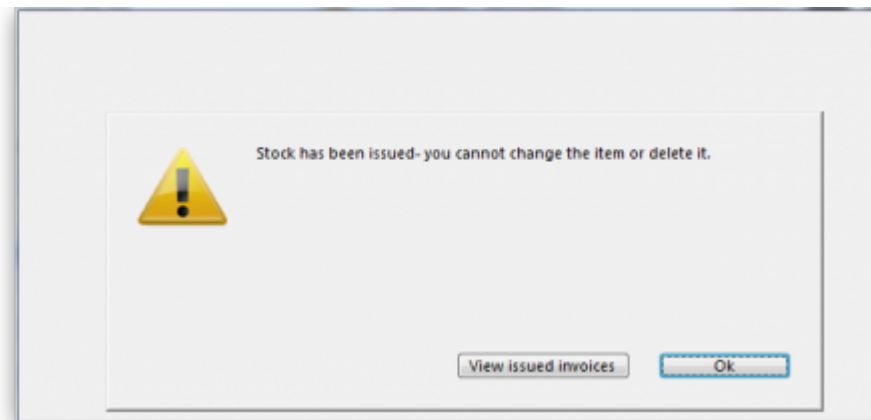 Stock has been issued- you cannot change the item or delete it.
View issued invoices
Ok